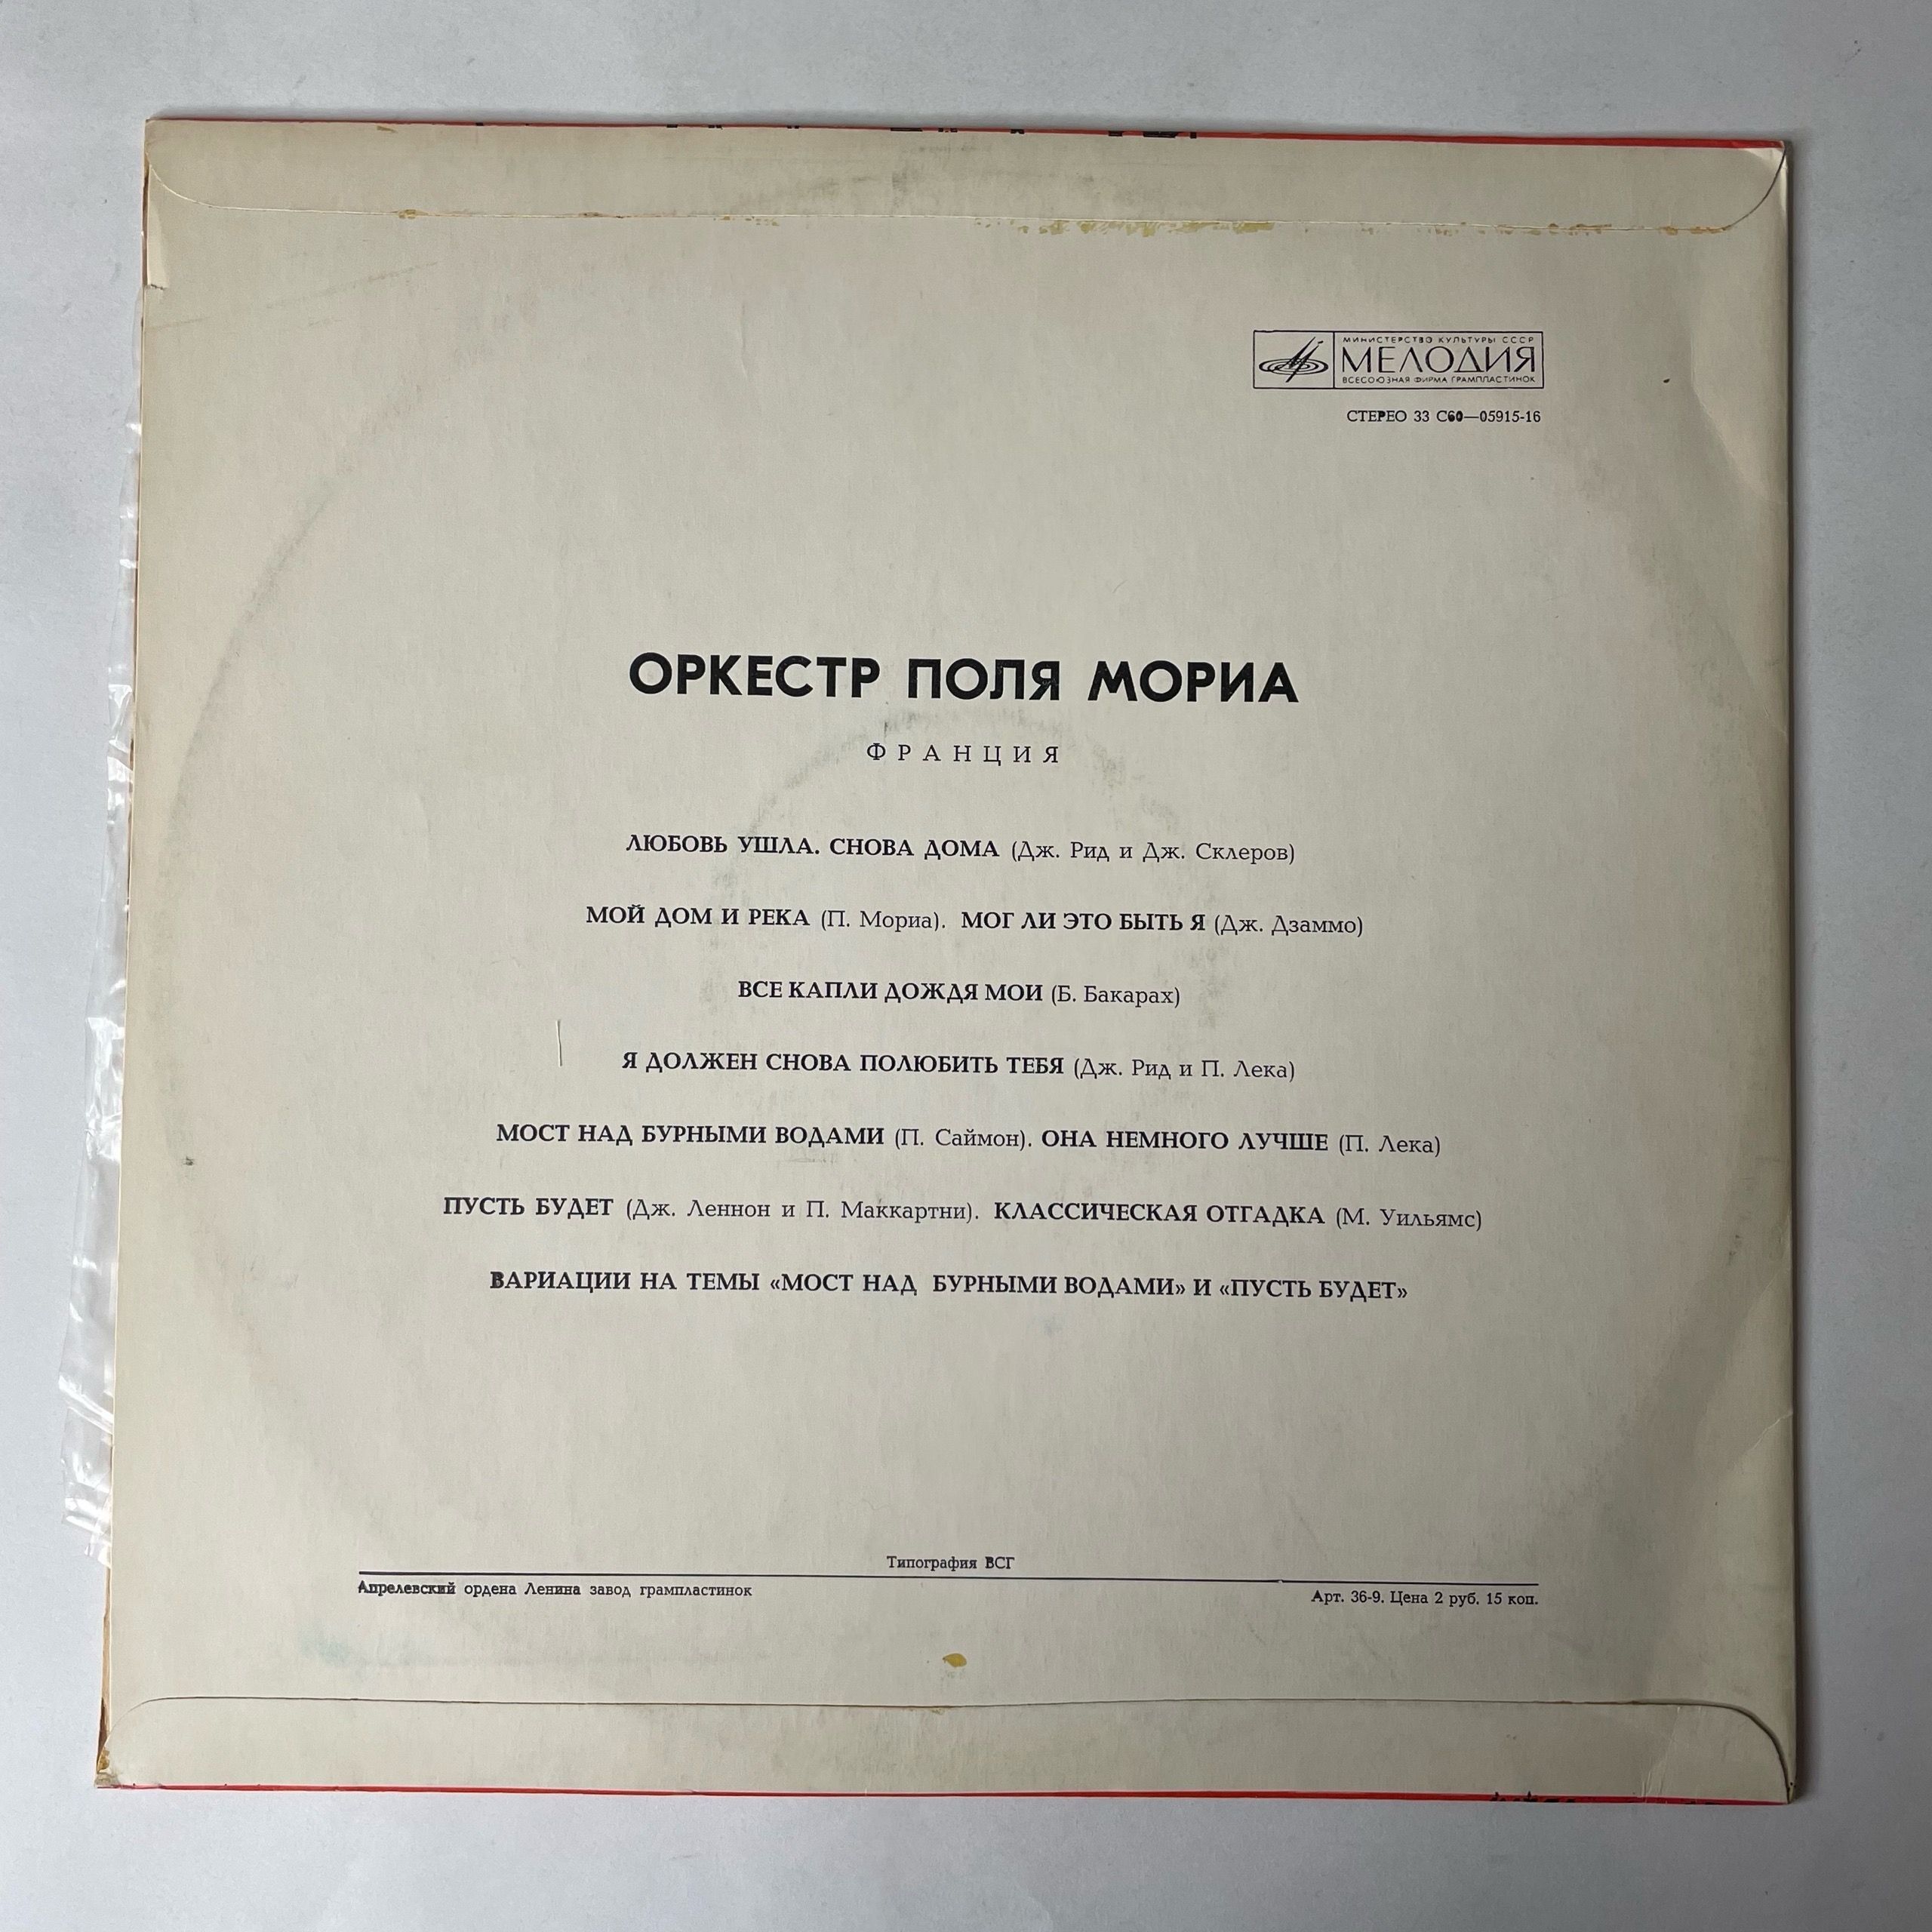 МИНИСТЕРСТВО КУЛЬТУРЫ СССР
МЕЛОДИЯ
ВСЕСОЮЗНАЯ ФИРМА ГРАМПЛАСТИНОК
СТЕРЕО 33 С60—05915-16
ОРКЕСТР ПОЛЯ МОРИА
ФРАНЦИЯ
ЛЮБОВЬ УШЛА. СНОВА ДОМА (Дж. Рид и Дж. Склеров)
МОЙ ДОМ И РЕКА (П. Мориа). МОГ ЛИ ЭТО БЫТЬ Я (Дж. Дзаммо)
ВСЕ КАПЛИ ДОЖДЯ МОИ (Б. Бакарах)
Я ДОЛЖЕН СНОВА ПОЛЮБИТЬ ТЕБЯ (Дж. Рид и П. Лека)
МОСТ НАД БУРНЫМИ ВОДАМИ (П. Саймон). ОНА НЕМНОГО ЛУЧШЕ (П. Лека)
ПУСТЬ БУДЕТ (Дж. Леннон и П. Маккартни). КЛАССИЧЕСКАЯ ОТГАДКА (М. Уильямс)
ВАРИАЦИИ НА ТЕМЫ «МОСТ НАД БУРНЫМИ ВОДАМИ» И «ПУСТЬ БУДЕТ»
Типография ВСГ
Апрелевский ордена Ленина завод грампластинок
Арт. 36-9. Цена 2 руб. 15 коп.